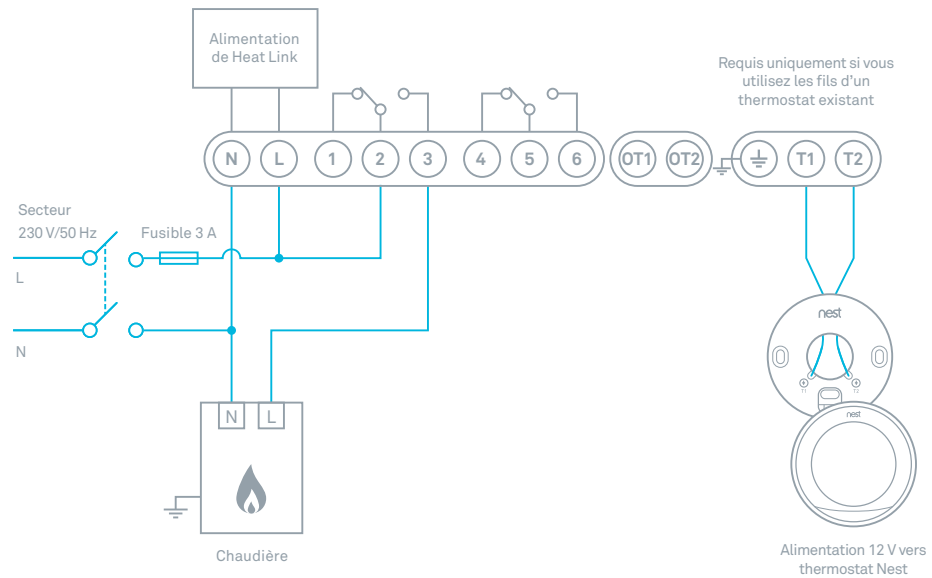 Alimentation
de Heat Link
Requis uniquement si vous
utilisez les fils d'un
thermostat existant
N L 1 2 3 4 5 6 OT1 OT2 T1 T2
Secteur
230 V/50 Hz
Fusible 3 A
L
N
nest
T1 T2
nest
N L
Chaudière
Alimentation 12 V vers
thermostat Nest